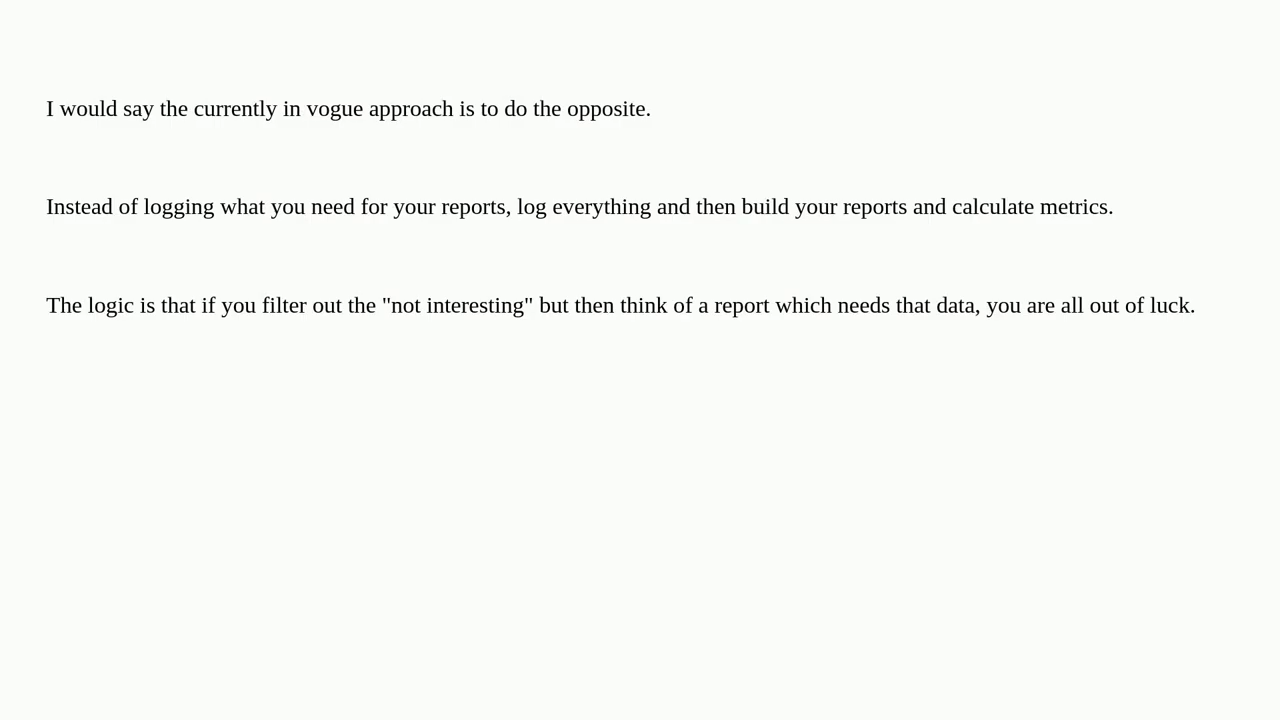 I would say the currently in vogue approach is to do the opposite.
Instead of logging what you need for your reports, log everything and then build your reports and calculate metrics.
The logic is that if you filter out the "not interesting" but then think of a report which needs that data, you are all out of luck.